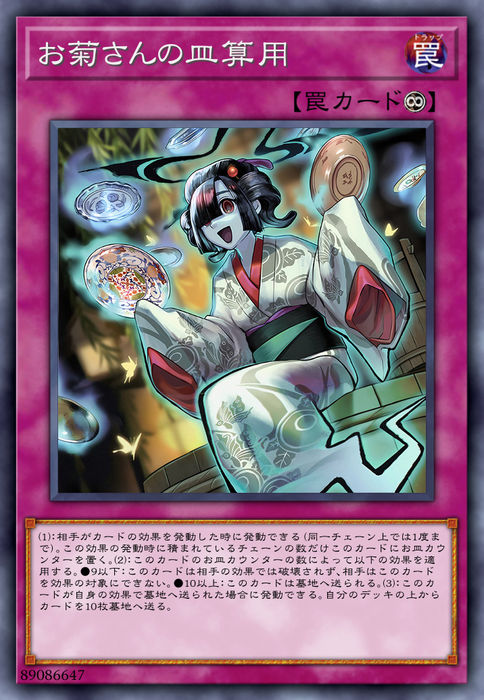 お菊さんの皿算用
トラップ
罠
【罠カード♾】
(1):相手がカードの効果を発動した時に発動できる(同一チェーン上では1度ま
で)。この効果の発動時に積まれているチェーンの数だけこのカードにお皿カウ
ンターを置く。(2):このカードのお皿カウンターの数によって以下の効果を適
用する。●9以下:このカードは相手の効果では破壊されず、相手はこのカード
を効果の対象にできない。●10以上:このカードは墓地へ送られる。(3):このカ
ードが自身の効果で墓地へ送られた場合に発動できる。自分のデッキの上から
カードを10枚墓地へ送る。
89086647